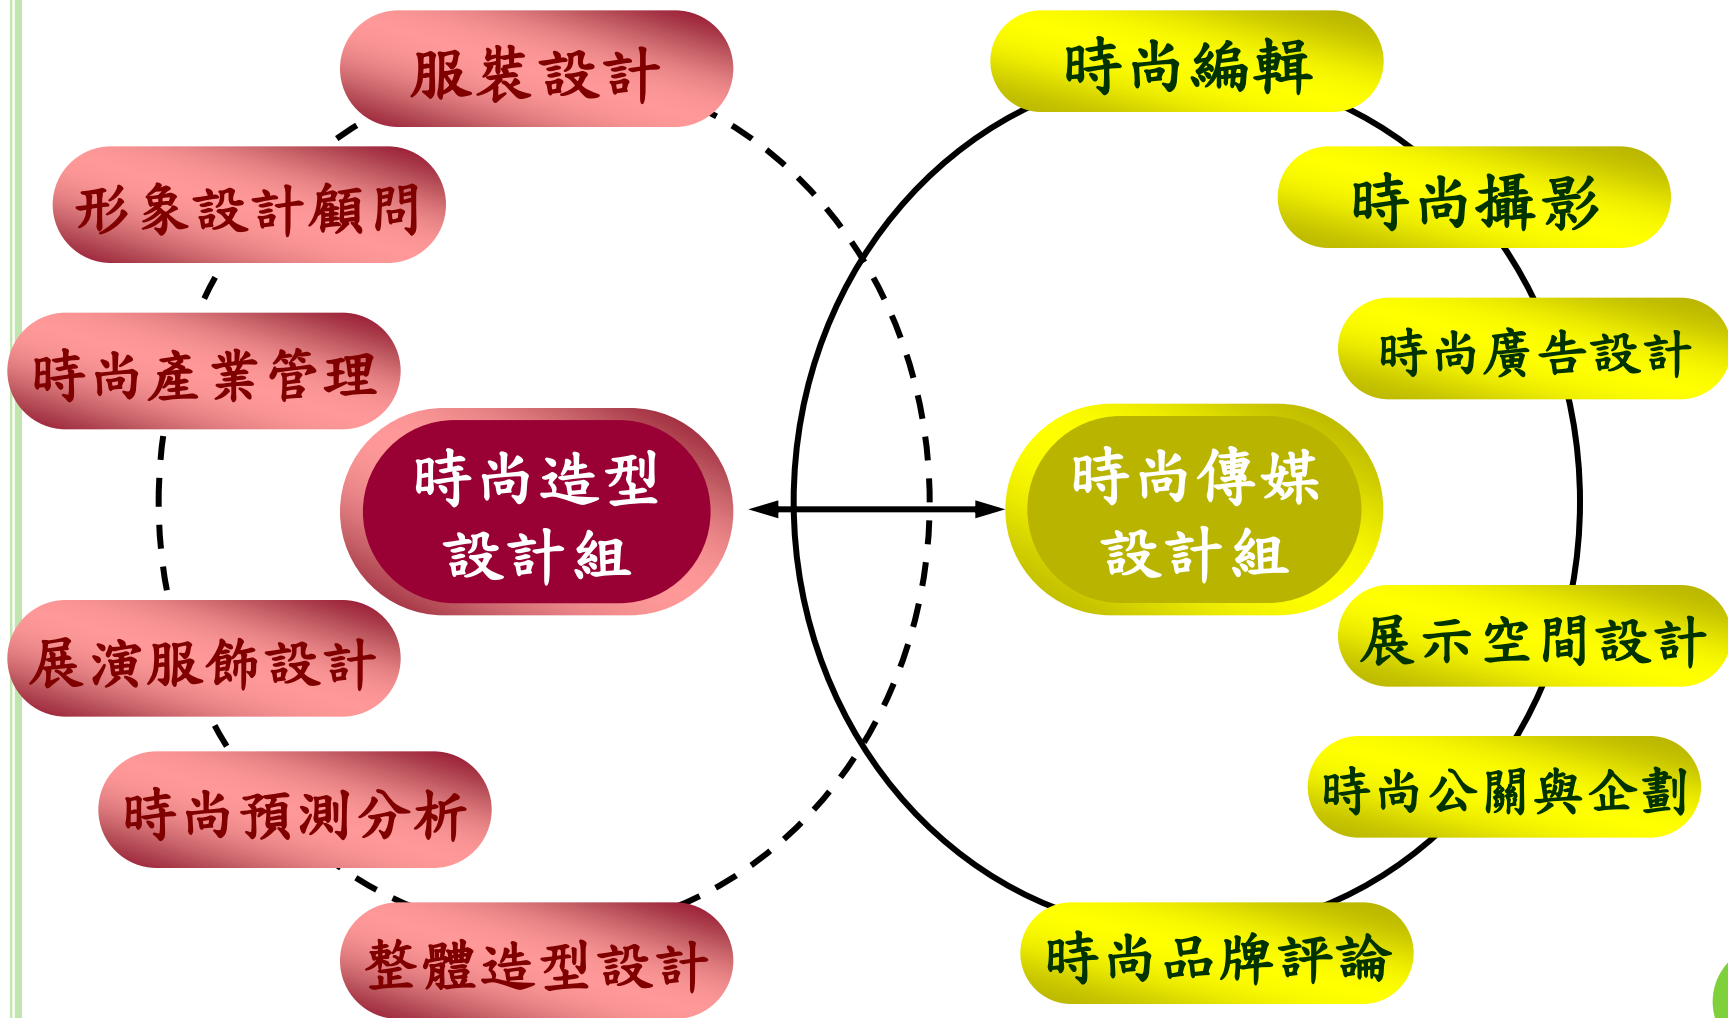 服裝設計
時尚編輯
形象設計顧問
時尚攝影
時尚產業管理
時尚廣告設計
時尚造型
設計組
時尚傳媒
設計組
展演服飾設計
展示空間設計
時尚預測分析
時尚公關與企劃
整體造型設計
時尚品牌評論